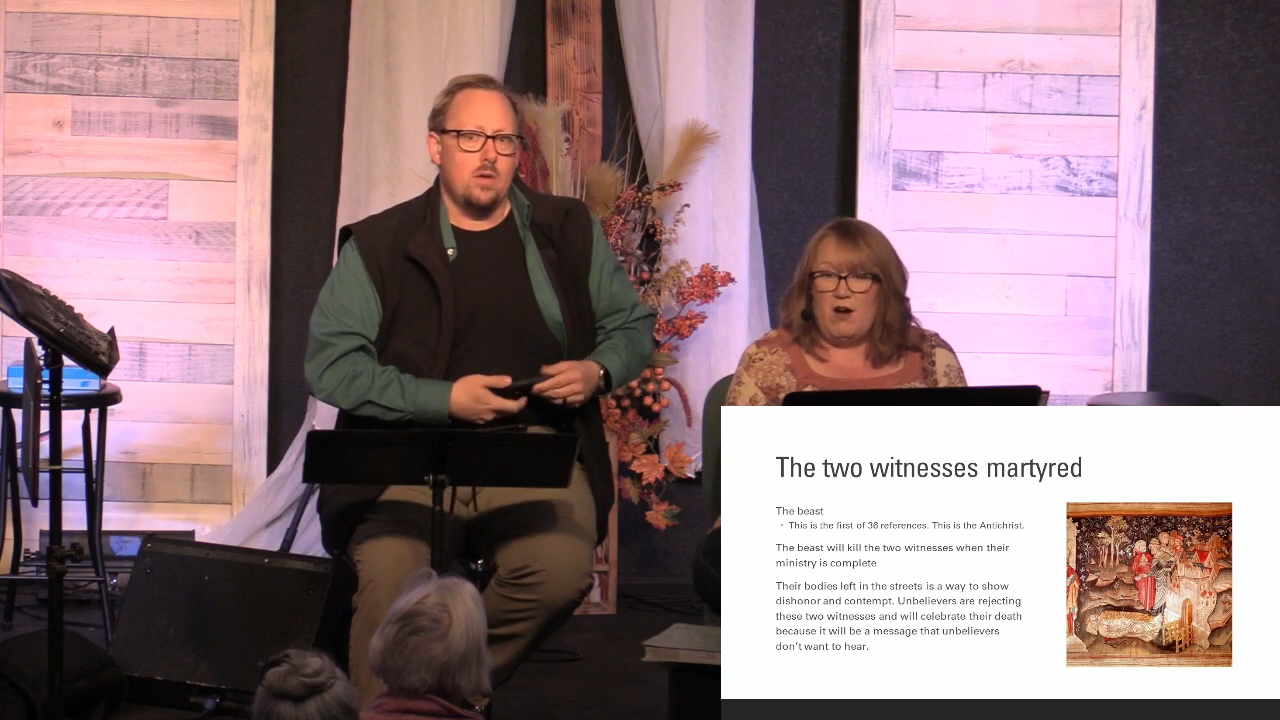 The two witnesses martyred
The beast
• This is the first of 36 references. This is the Antichrist.
The beast will kill the two witnesses when their
ministry is complete
Their bodies left in the streets is a way to show
dishonor and contempt. Unbelievers are rejecting
these two witnesses and will celebrate their death
because it will be a message that unbelievers
don't want to hear.